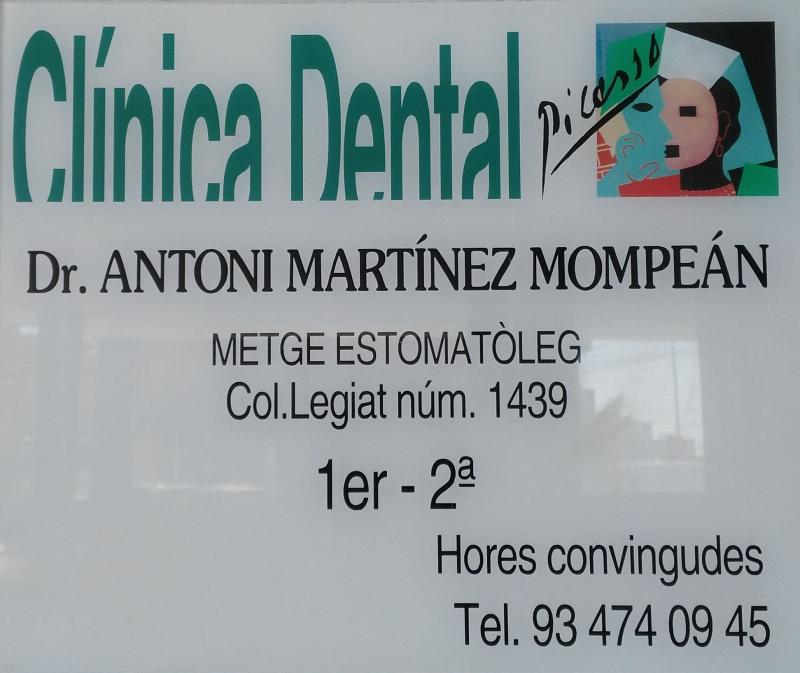 Clínica Dental Picasso
Dr. ANTONI MARTÍNEZ MOMPEÁN
METGE ESTOMATÒLEG
Col.Legiat núm. 1439
1er - 2ª
Hores convingudes
Tel. 93 474 09 45